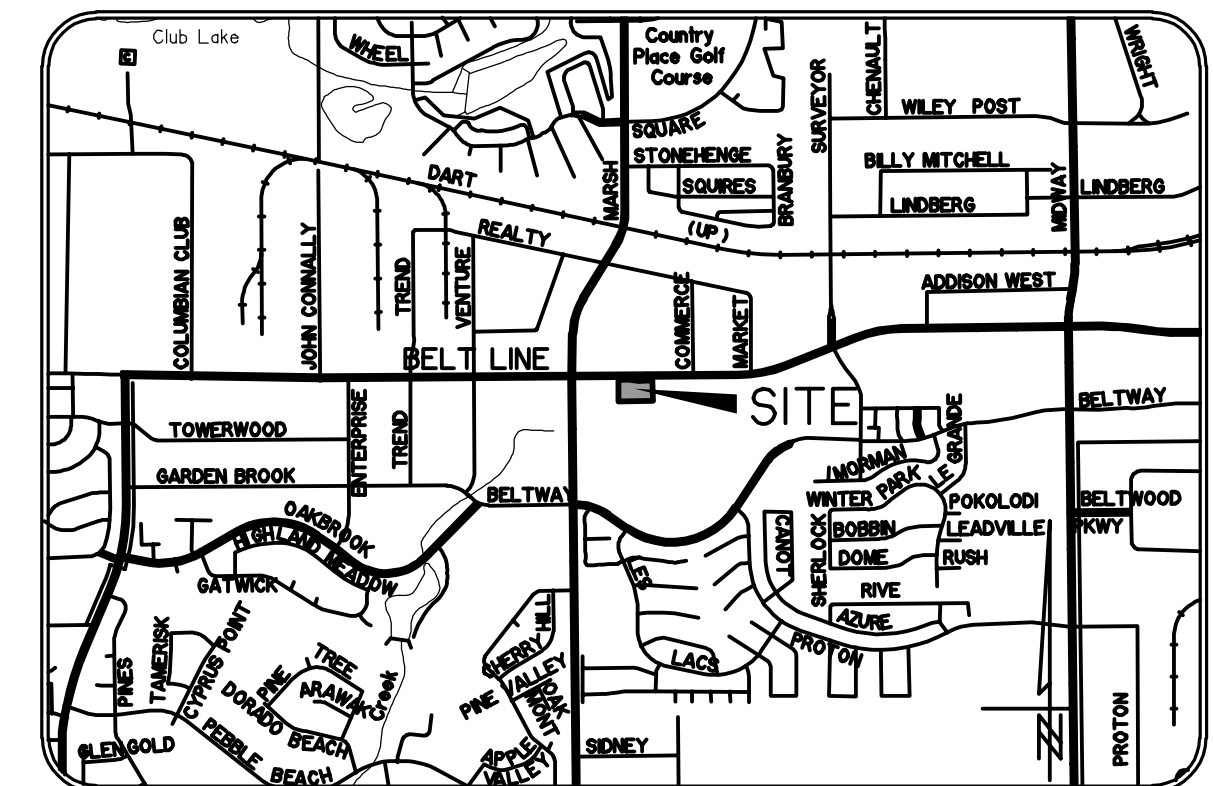 Club Lake
C
WHEEL
Country
Place Golf
Course
SURVEYOR
CHENAULT
WRIGHT
WILEY POST
SQUARE
STONEHENGE
BILLY MITCHELL
DART
SQUIRES
BRANBURY
MARSH
MIDWAY
LINDBERG
LINDBERG
REALTY
(UP)
COLUMBIAN CLUB
JOHN CONNALLY
TREND
VENTURE
COMMERCE
MARKET
ADDISON WEST
BELT LINE
SITE
BELTWAY
TOWERWOOD
ENTERPRISE
TREND
GRANDE
LE
MORMAN
GARDEN BROOK
BELTWAY
WINTER PARK
POKOLODI
BELTWOOD
PKWY
OAKBROOK
HIGHLAND MEADOW
CANOT
SHERLOCK
BOBBIN
LEADVILLE
DOME
RUSH
GATWICK
LES
RIVE
AZURE
HILL
CHERRY
TAMERISK
CYPRUS POINT
PROTON
LACS
PINES
PINE
TREE
ARAWAK
Creek
VALLEY
PINE
OAK
MONT
DORADO BEACH
PEBBLE
BEACH
GLENGOLD
APPLE
VALLEY
SIDNEY
PROTON
N